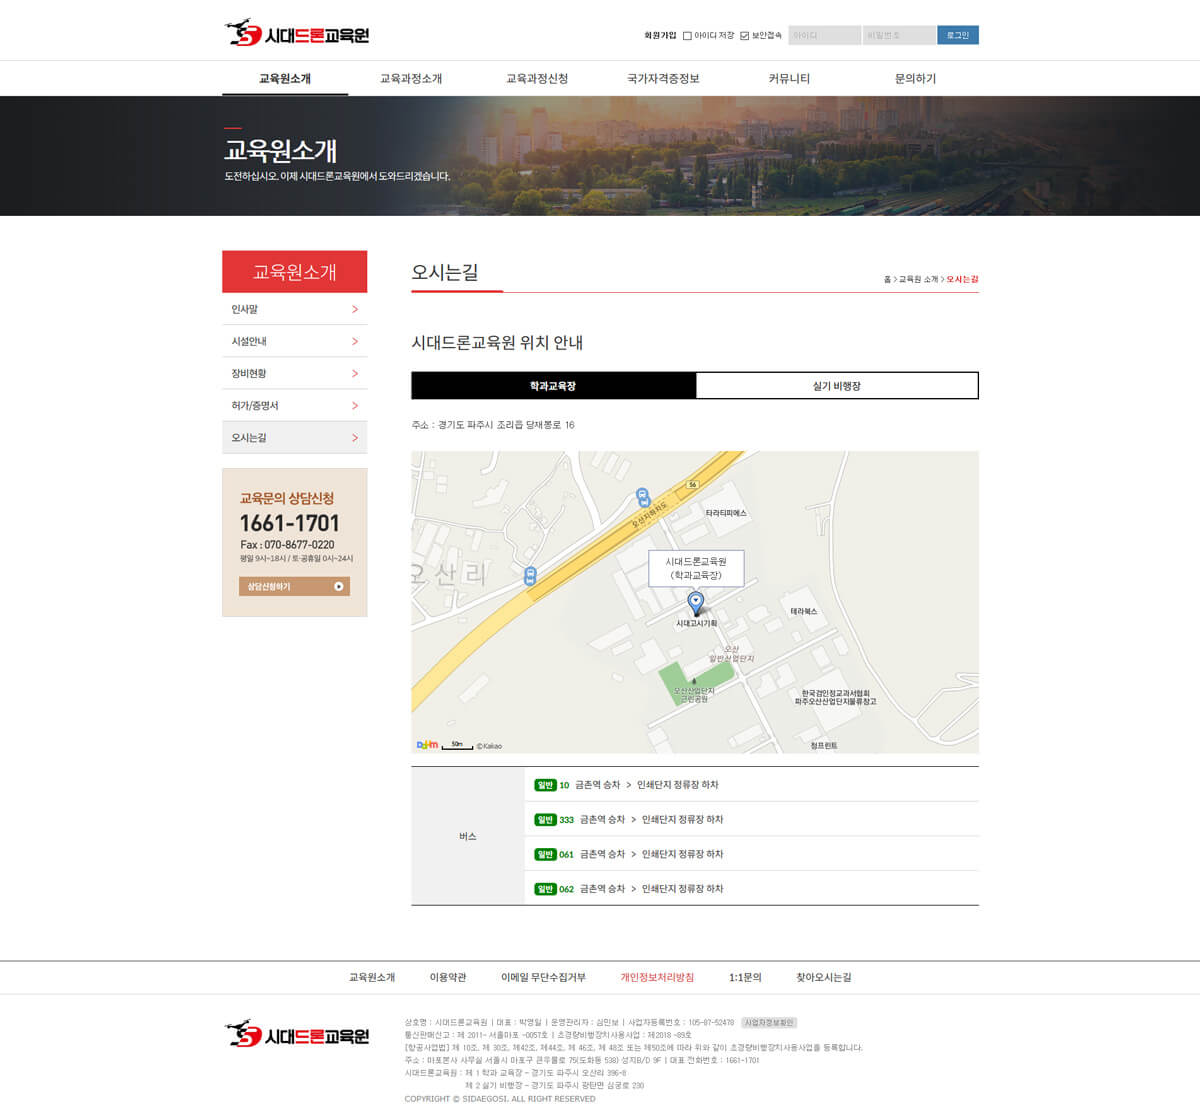 시대드론교육원
회원가입 아이디 저장 보안접속 아이디 비밀번호 로그인
교육원소개 교육과정소개 교육과정신청 국가자격증정보 커뮤니티 문의하기
교육원소개
도전하십시오. 이제 시대드론교육원에서 도와드리겠습니다.
교육원소개
인사말 >
시설안내 >
장비현황 >
허가/증명서 >
오시는길 >
교육문의 상담신청
1661-1701
Fax : 070-8677-0220
평일 9시~18시 / 토·공휴일 0시~24시
상담신청하기
오시는길
홈 > 교육원 소개 > 오시는길
시대드론교육원 위치 안내
학과교육장 실기 비행장
주소 : 경기도 파주시 조리읍 당재봉로 16
56
오산지하차도
타라티피에스
오산리
시대드론교육원
(학과교육장)
시대고시기획
테라북스
오산
일반산업단지
오산산업단지
근린공원
한국검인정교과서협회
파주오산산업단지물류창고
점프린트
Daum 50m ©Kakao
버스
일반 10 금촌역 승차 > 인쇄단지 정류장 하차
일반 333 금촌역 승차 > 인쇄단지 정류장 하차
일반 061 금촌역 승차 > 인쇄단지 정류장 하차
일반 062 금촌역 승차 > 인쇄단지 정류장 하차
교육원소개 이용약관 이메일 무단수집거부 개인정보처리방침 1:1문의 찾아오시는길
시대드론교육원
상호명 : 시대드론교육원 | 대표 : 박영일 | 운영관리자 : 심민보 | 사업자등록번호 : 105-87-52478 사업자정보확인
통신판매신고 : 제 2011- 서울마포 -0057호 | 초경량비행장치사용사업 : 제2018 -89호
[항공사업법] 제 10조, 제 30조, 제42조, 제44조, 제 46조, 제 48조 또는 제50조에 따라 위와 같이 초경량비행장치사용사업을 등록합니다.
주소 : 마포본사 사무실 서울시 마포구 큰우물로 75(도화동 538) 성지B/D 9F | 대표 전화번호 : 1661-1701
시대드론교육원 : 제 1 학과 교육장 - 경기도 파주시 오산리 396-8
제 2 실기 비행장 - 경기도 파주시 광탄면 심궁로 230
COPYRIGHT © SIDAEGOSI. ALL RIGHT RESERVED